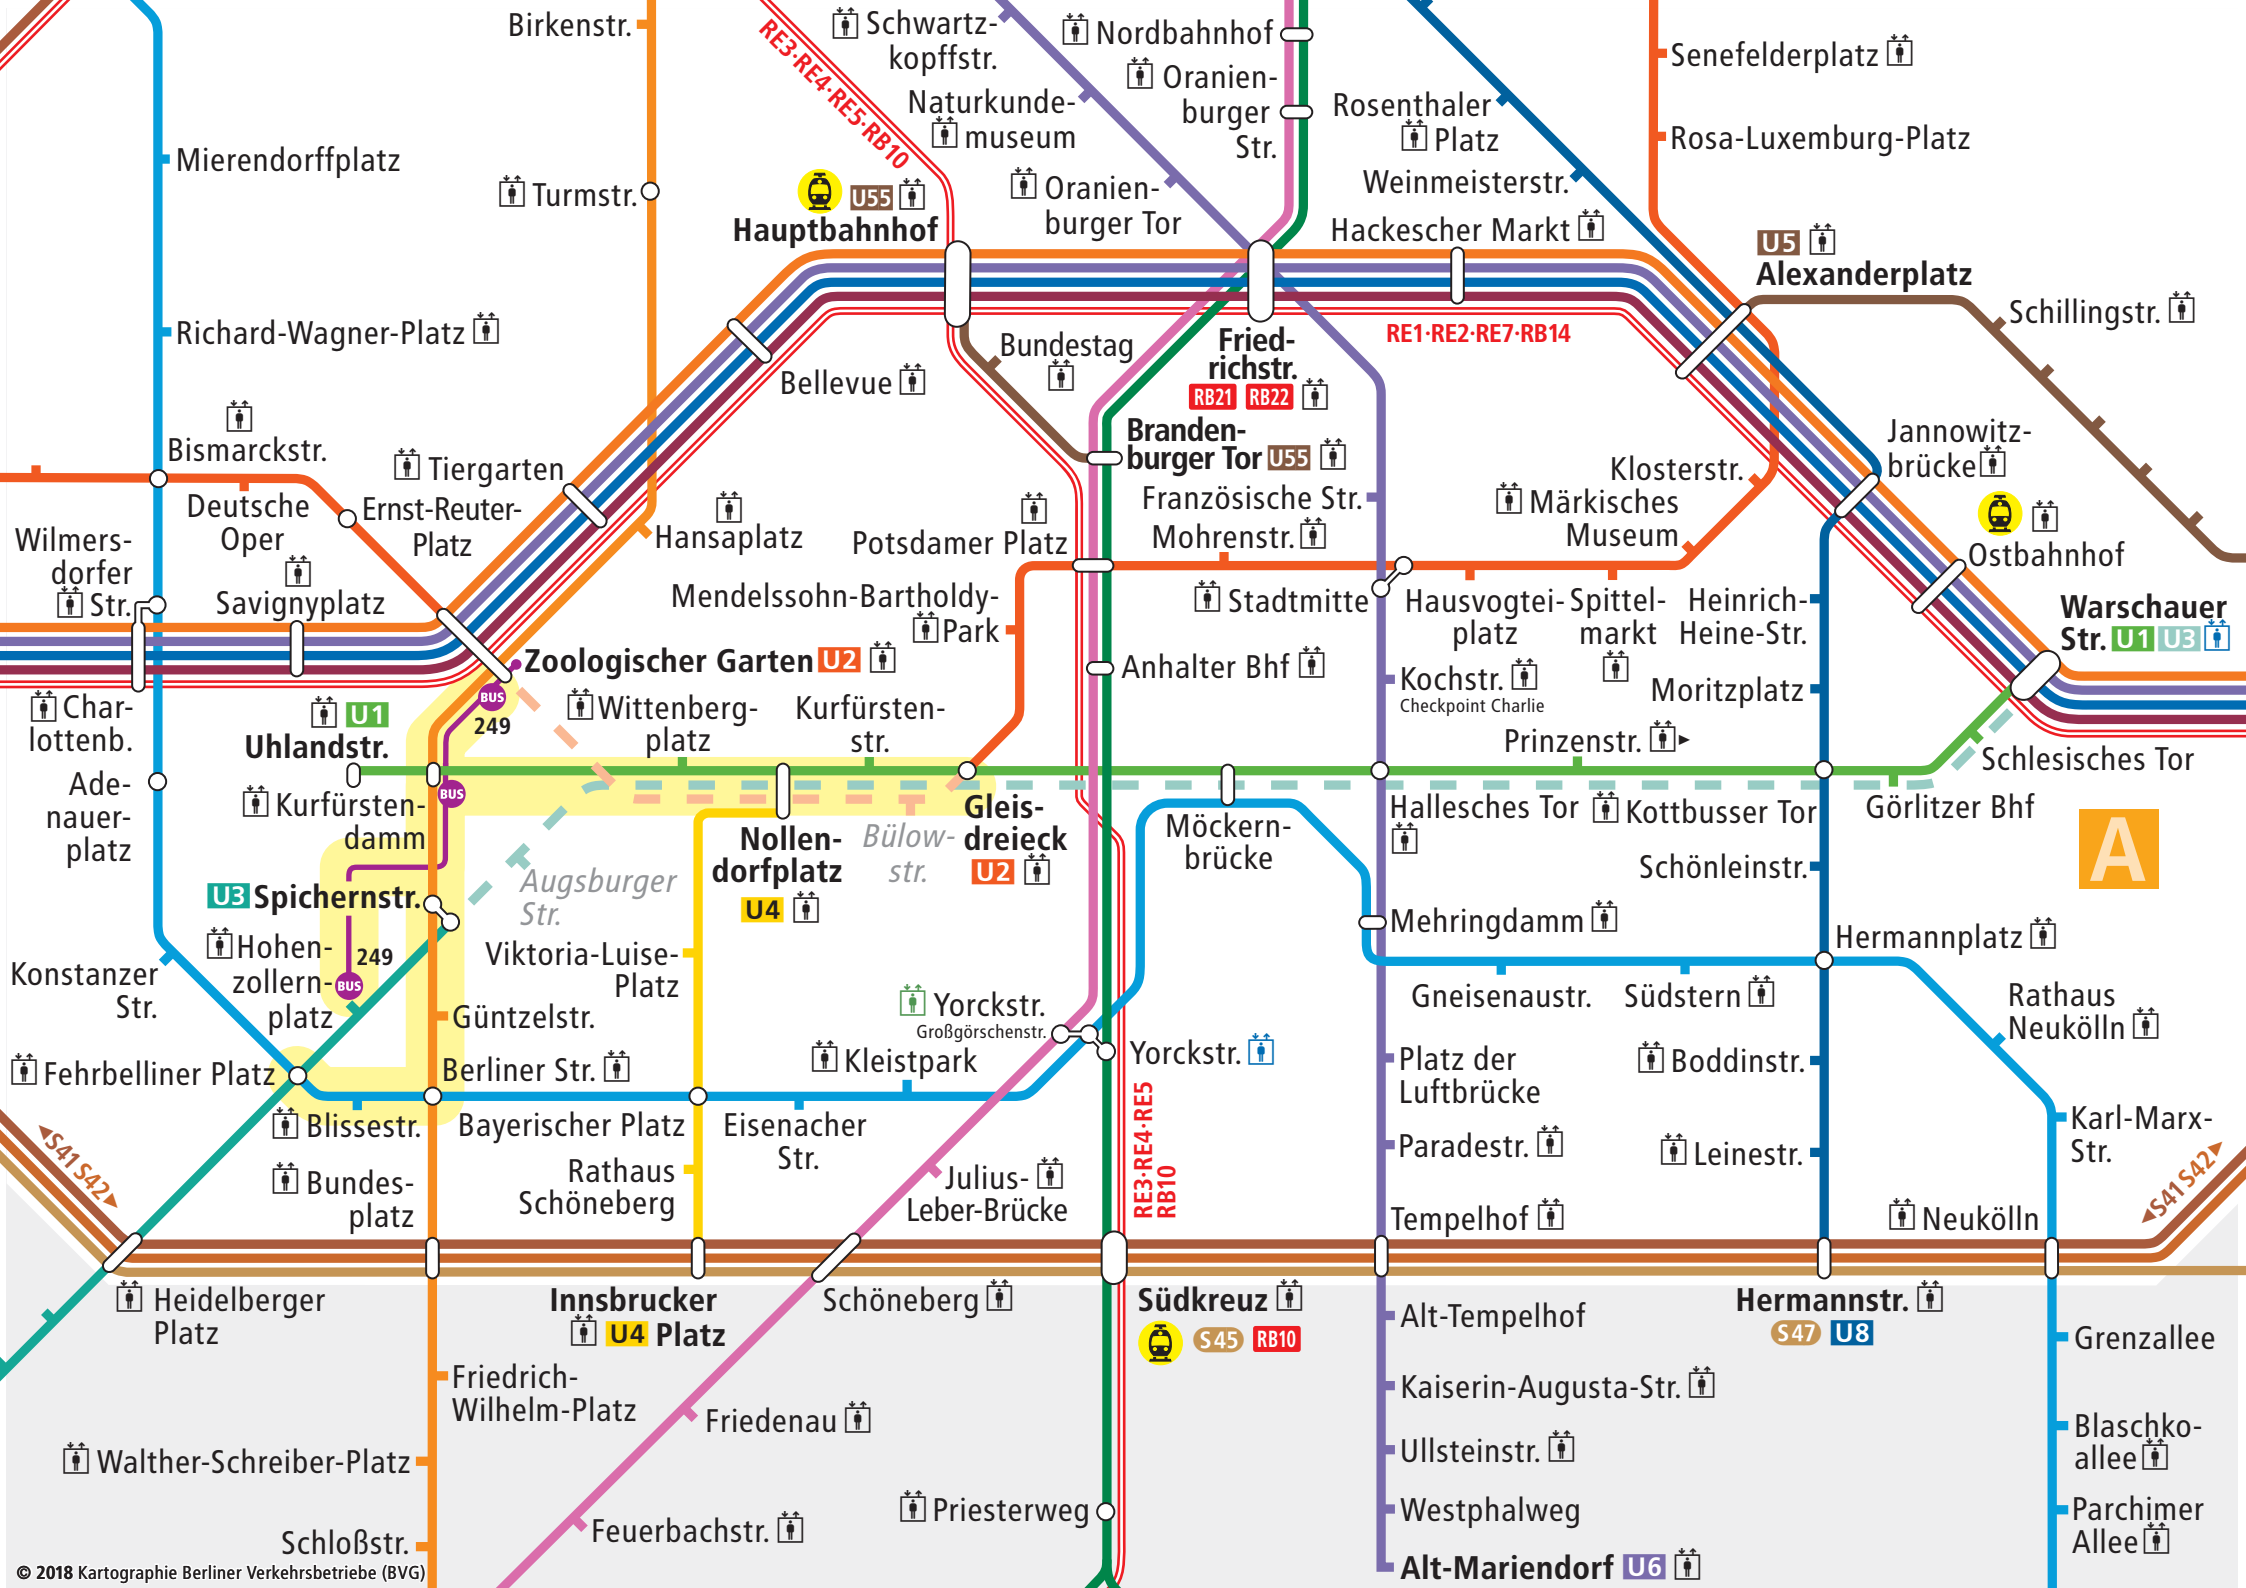 Birkenstr.
RE3·RE4·RE5·RB10
Schwartz-
kopffstr.
Nordbahnhof
Oranien-
burger
Str.
Naturkunde-
museum
Rosenthaler
Platz
Weinmeisterstr.
Senefelderplatz
Rosa-Luxemburg-Platz
Mierendorffplatz
Turmstr.
U55
Hauptbahnhof
Oranien-
burger Tor
Hackescher Markt
U5
Alexanderplatz
Schillingstr.
Richard-Wagner-Platz
Bellevue
Bundestag
Fried-
richstr.
RB21 RB22
RE1·RE2·RE7·RB14
Bismarckstr.
Tiergarten
Branden-
burger Tor U55
Jannowitz-
brücke
Deutsche
Oper
Ernst-Reuter-
Platz
Hansaplatz
Potsdamer Platz
Französische Str.
Mohrenstr.
Klosterstr.
Märkisches
Museum
Ostbahnhof
Wilmers-
dorfer
Str.
Savignyplatz
Mendelssohn-Bartholdy-
Park
Stadtmitte
Hausvogtei-
platz
Spittel-
markt
Heinrich-
Heine-Str.
Warschauer
Str. U1 U3
Zoologischer Garten U2
Anhalter Bhf
Kochstr.
Checkpoint Charlie
Moritzplatz
Char-
lottenb.
U1
Uhlandstr.
BUS
249
Wittenberg-
platz
Kurfürsten-
str.
Prinzenstr.
Schlesisches Tor
Ade-
nauer-
platz
Kurfürsten-
damm
BUS
Nollen-
dorfplatz
U4
Bülow-
str.
Gleis-
dreieck
U2
Möckern-
brücke
Hallesches Tor
Kottbusser Tor
Görlitzer Bhf
A
Schönleinstr.
U3 Spichernstr.
Augsburger
Str.
Mehringdamm
Hermannplatz
Konstanzer
Str.
Hohen-
zollern-
platz
249
BUS
Viktoria-Luise-
Platz
Gneisenaustr.
Südstern
Rathaus
Neukölln
Güntzelstr.
Yorckstr.
Großgörschenstr.
Yorckstr.
Fehrbelliner Platz
Berliner Str.
Kleistpark
Platz der
Luftbrücke
Boddinstr.
Blissestr.
Bayerischer Platz
Eisenacher
Str.
RE3·RE4·RE5
RB10
Paradestr.
Leinestr.
Karl-Marx-
Str.
S41 S42
Bundes-
platz
Rathaus
Schöneberg
Julius-
Leber-Brücke
Tempelhof
Neukölln
S41 S42
Heidelberger
Platz
Innsbrucker
U4 Platz
Schöneberg
Südkreuz
S45 RB10
Alt-Tempelhof
Hermannstr.
S47 U8
Grenzallee
Friedrich-
Wilhelm-Platz
Friedenau
Kaiserin-Augusta-Str.
Blaschko-
allee
Walther-Schreiber-Platz
Ullsteinstr.
Feuerbachstr.
Priesterweg
Westphalweg
Parchimer
Allee
Schloßstr.
Alt-Mariendorf U6
© 2018 Kartographie Berliner Verkehrsbetriebe (BVG)